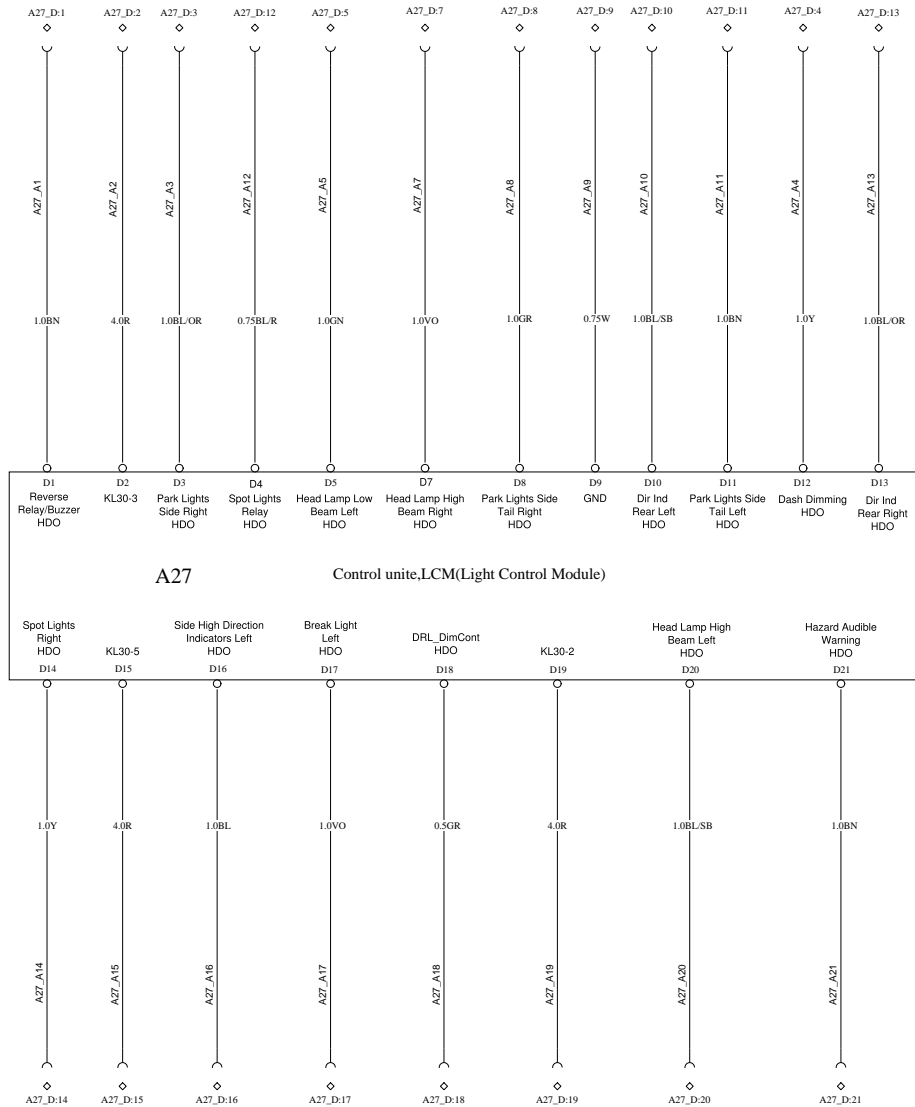 A27_D:1 A27_D:2 A27_D:3 A27_D:12 A27_D:5 A27_D:7 A27_D:8 A27_D:9 A27_D:10 A27_D:11 A27_D:4 A27_D:13
A27_A1 A27_A2 A27_A3 A27_A12 A27_A5 A27_A7 A27_A8 A27_A9 A27_A10 A27_A11 A27_A4 A27_A13
1.0BN 4.0R 1.0BL/OR 0.75BL/R 1.0GN 1.0VO 1.0GR 0.75W 1.0BL/SB 1.0BN 1.0Y 1.0BL/OR
D1 D2 D3 D4 D5 D7 D8 D9 D10 D11 D12 D13
Reverse
Relay/Buzzer
HDO
KL30-3
Park Lights
Side Right
HDO
Spot Lights
Relay
HDO
Head Lamp Low
Beam Left
HDO
Head Lamp High
Beam Right
HDO
Park Lights Side
Tail Right
HDO
GND
Dir Ind
Rear Left
HDO
Park Lights Side
Tail Left
HDO
Dash Dimming
HDO
Dir Ind
Rear Right
HDO
A27 Control unite,LCM(Light Control Module)
Spot Lights
Right
HDO
KL30-5
Side High Direction
Indicators Left
HDO
Break Light
Left
HDO
DRL_DimCont
HDO
KL30-2
Head Lamp High
Beam Left
HDO
Hazard Audible
Warning
HDO
D14 D15 D16 D17 D18 D19 D20 D21
1.0Y 4.0R 1.0BL 1.0VO 0.5GR 4.0R 1.0BL/SB 1.0BN
A27_A14 A27_A15 A27_A16 A27_A17 A27_A18 A27_A19 A27_A20 A27_A21
A27_D:14 A27_D:15 A27_D:16 A27_D:17 A27_D:18 A27_D:19 A27_D:20 A27_D:21